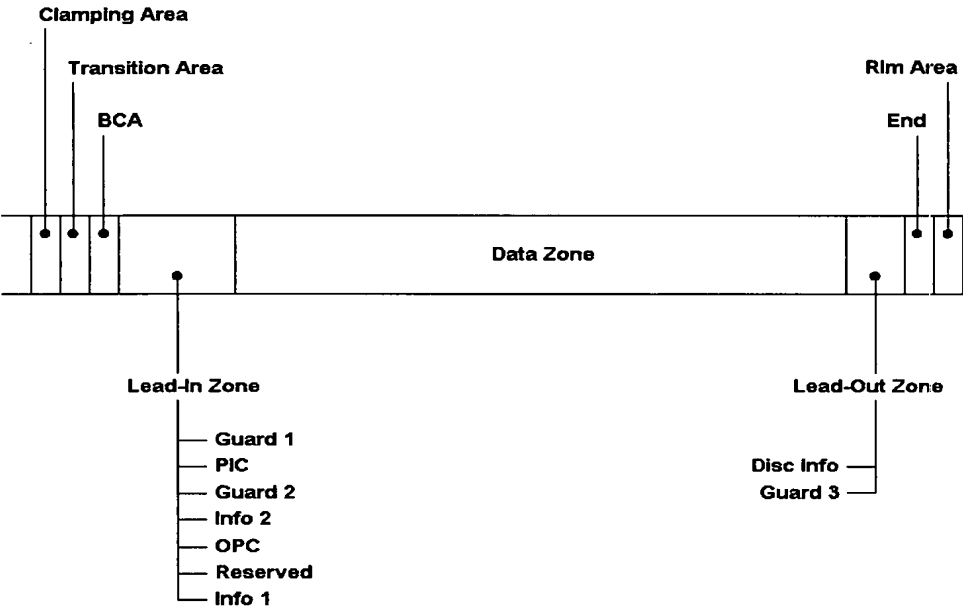 Clamping Area
Transition Area
Rim Area
BCA
End
Data Zone
Lead-In Zone
Lead-Out Zone
Guard 1
PIC
Disc Info
Guard 2
Guard 3
Info 2
OPC
Reserved
Info 1